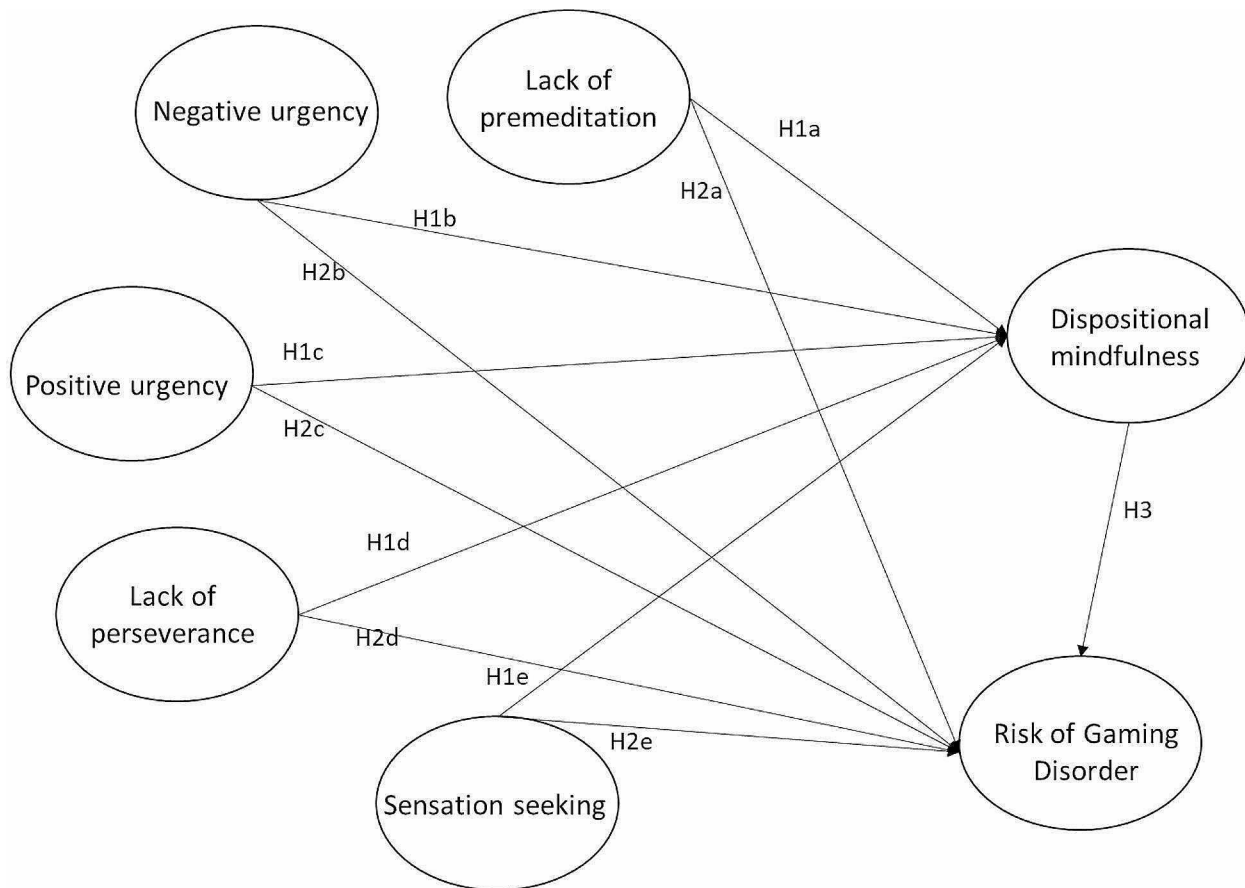 Lack of
premeditation
Negative urgency
H1a
H2a
H1b
H2b
Dispositional
mindfulness
H1c
Positive urgency
H2c
H3
H1d
Lack of
perseverance
H2d
H1e
H2e
Risk of Gaming
Disorder
Sensation seeking